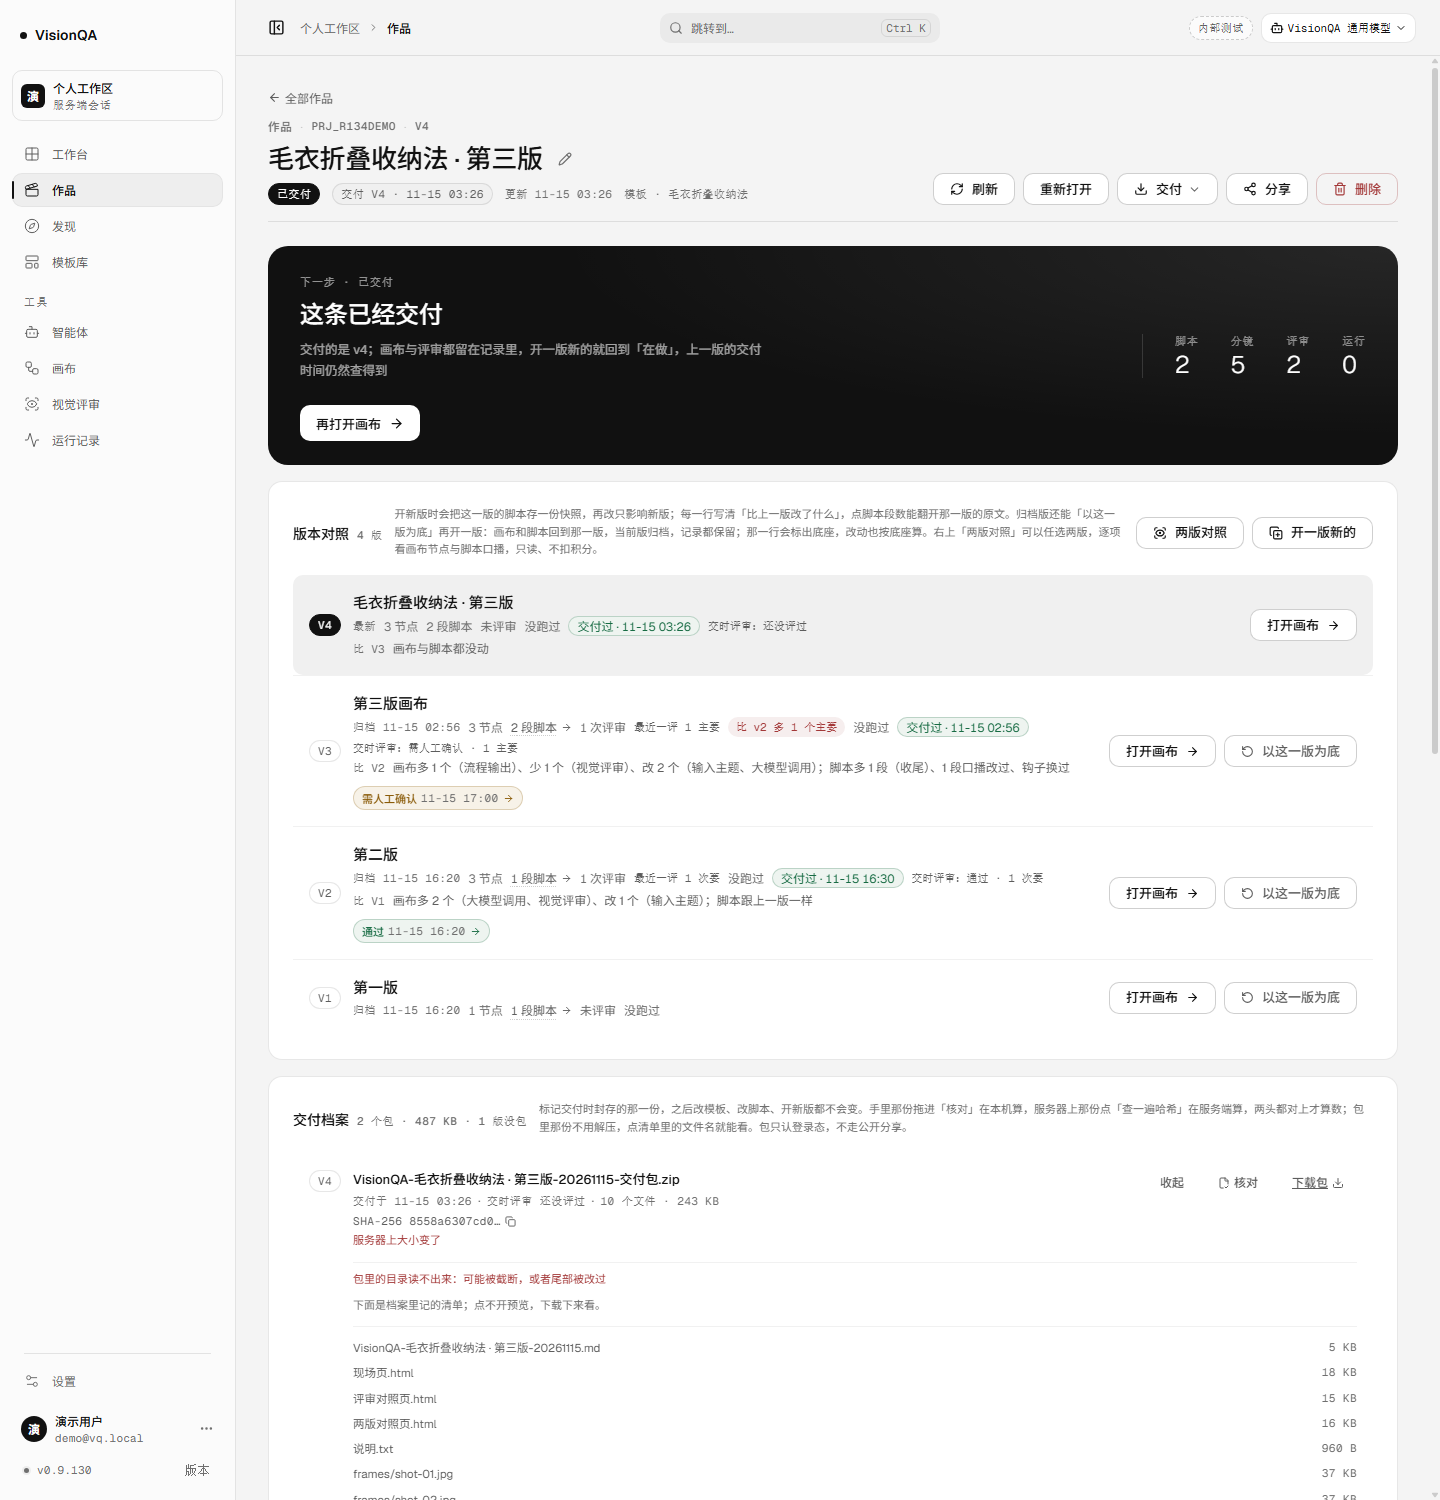 VisionQA
演
个人工作区
服务端会话
工作台
作品
发现
模板库
工具
智能体
画布
视觉评审
运行记录
设置
演
演示用户
demo@vq.local
v0.9.130
版本
个人工作区
作品
跳转到…
Ctrl K
内部测试
VisionQA 通用模型
全部作品
作品 · PRJ_R134DEMO · V4
毛衣折叠收纳法 · 第三版
已交付
交付 V4 · 11-15 03:26
更新 11-15 03:26
模板 · 毛衣折叠收纳法
刷新
重新打开
交付
分享
删除
下一步 · 已交付
这条已经交付
交付的是 v4；画布与评审都留在记录里，开一版新的就回到「在做」，上一版的交付
时间仍然查得到
再打开画布
脚本
2
分镜
5
评审
2
运行
0
版本对照 4 版
开新版时会把这一版的脚本存一份快照，再改只影响新版；每一行写清「比上一版改了什么」，点脚本段数能翻开那一版的原文。归档版还能「以这一
版为底」再开一版：画布和脚本回到那一版，当前版归档，记录都保留；那一行会标出底座，改动也按底座算。右上「两版对照」可以任选两版，逐项
看画布节点与脚本口播，只读、不扣积分。
两版对照
开一版新的
V4
毛衣折叠收纳法 · 第三版
最新 3 节点 2 段脚本 未评审 没跑过 交付过 · 11-15 03:26 交时评审：还没评过
比 V3 画布与脚本都没动
打开画布
V3
第三版画布
归档 11-15 02:56 3 节点 2 段脚本 → 1 次评审 最近一评 1 主要 比 v2 多 1 个主要 没跑过 交付过 · 11-15 02:56
交时评审：需人工确认 · 1 主要
比 V2 画布多 1 个（流程输出）、少 1 个（视觉评审）、改 2 个（输入主题、大模型调用）；脚本多 1 段（收尾）、1 段口播改过、钩子换过
需人工确认 11-15 17:00 →
打开画布
以这一版为底
V2
第二版
归档 11-15 16:20 3 节点 1 段脚本 → 1 次评审 最近一评 1 次要 没跑过 交付过 · 11-15 16:30 交时评审：通过 · 1 次要
比 V1 画布多 2 个（大模型调用、视觉评审）、改 1 个（输入主题）；脚本跟上一版一样
通过 11-15 16:20 →
打开画布
以这一版为底
V1
第一版
归档 11-15 16:20 1 节点 1 段脚本 → 未评审 没跑过
打开画布
以这一版为底
交付档案 2 个包 · 487 KB · 1 版没包
标记交付时封存的那一份，之后改模板、改脚本、开新版都不会变。手里那份拖进「核对」在本机算，服务器上那份点「查一遍哈希」在服务端算，两头都对上才算数；包
里那份不用解压，点清单里的文件名就能看。包只认登录态，不走公开分享。
V4
VisionQA-毛衣折叠收纳法 · 第三版-20261115-交付包.zip
交付于 11-15 03:26 · 交时评审 还没评过 · 10 个文件 · 243 KB
SHA-256 8558a6307cd0…
服务器上大小变了
收起
核对
下载包
包里的目录读不出来：可能被截断，或者尾部被改过
下面是档案里记的清单；点不开预览，下载下来看。
VisionQA-毛衣折叠收纳法 · 第三版-20261115.md 5 KB
现场页.html 18 KB
评审对照页.html 15 KB
两版对照页.html 16 KB
说明.txt 960 B
frames/shot-01.jpg 37 KB
frames/shot-02.jpg 37 KB